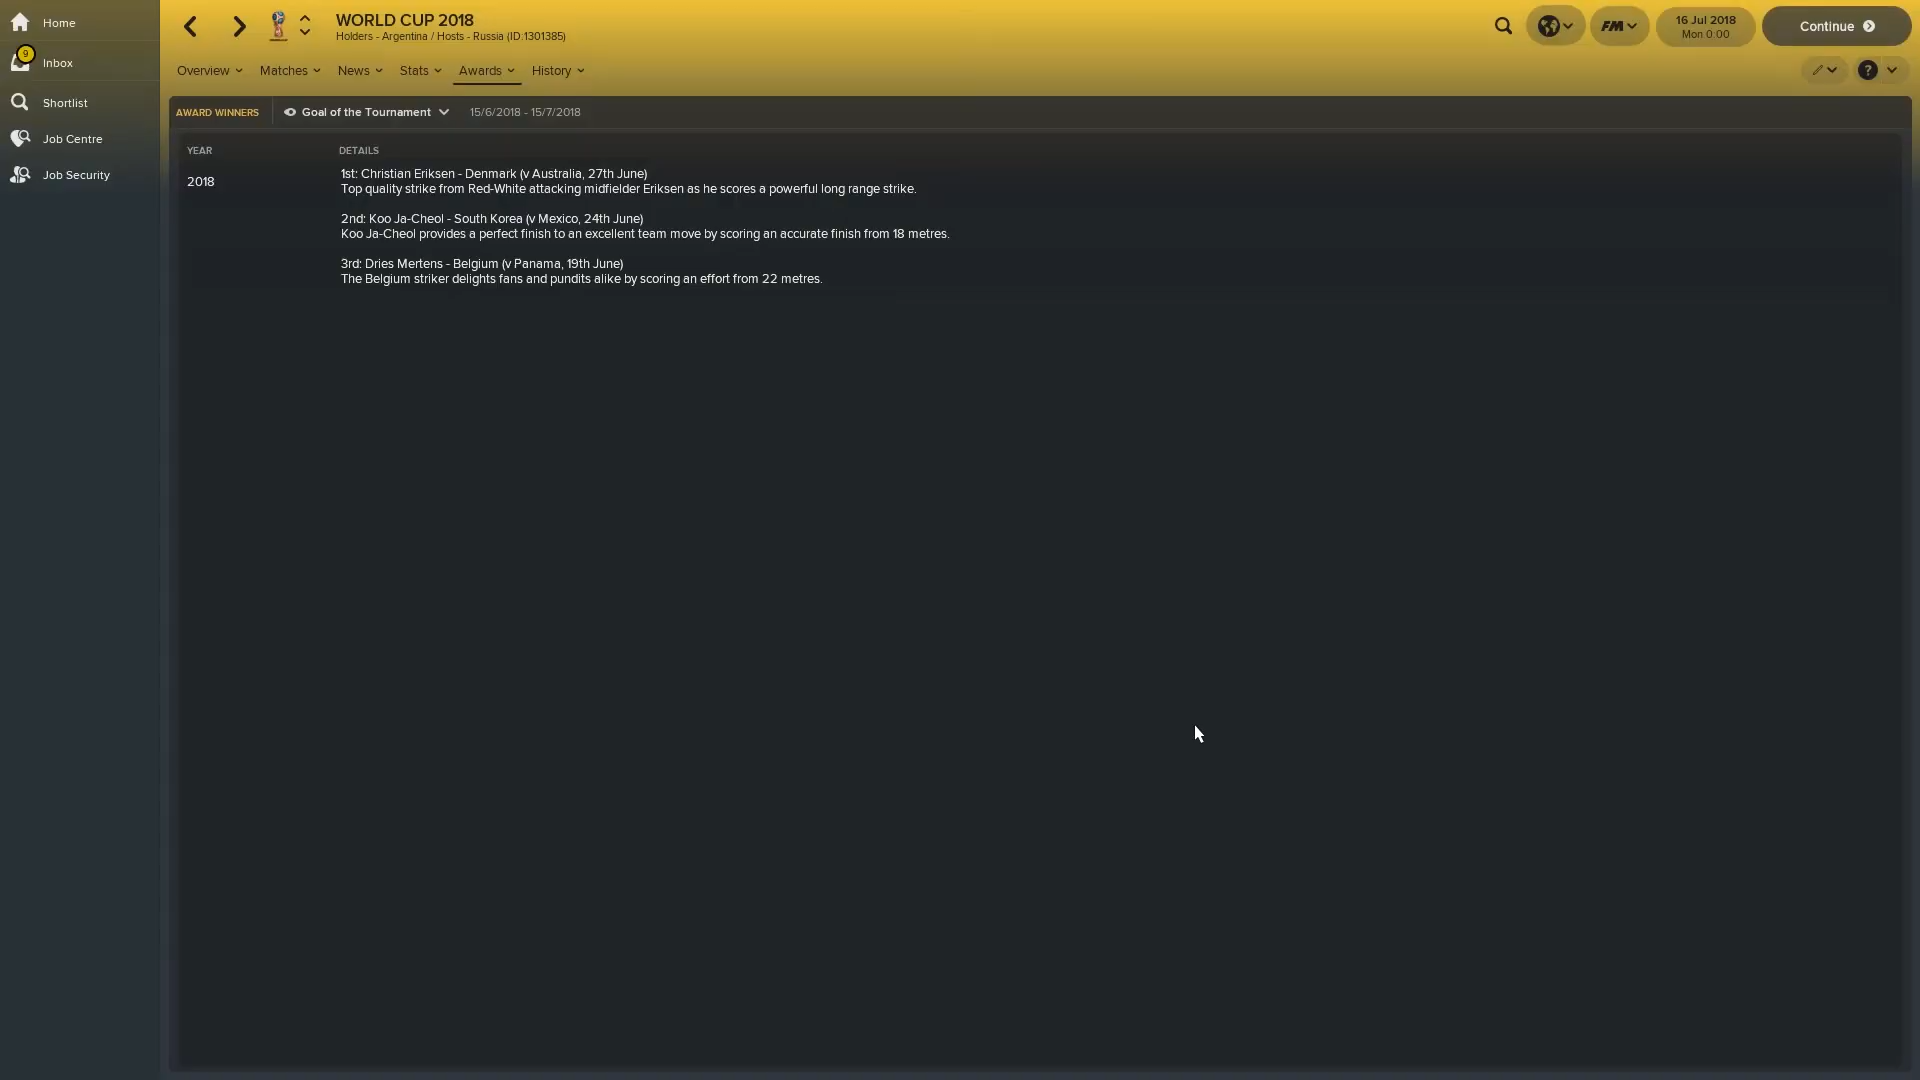 Home
9
Inbox
Shortlist
Job Centre
Job Security
WORLD CUP 2018
Holders - Argentina / Hosts - Russia (ID:1301385)
FM
16 Jul 2018
Mon 0:00
Continue
Overview
Matches
News
Stats
Awards
History
?
AWARD WINNERS
Goal of the Tournament
15/6/2018 - 15/7/2018
YEAR
DETAILS
2018
1st: Christian Eriksen - Denmark (v Australia, 27th June)
Top quality strike from Red-White attacking midfielder Eriksen as he scores a powerful long range strike.
2nd: Koo Ja-Cheol - South Korea (v Mexico, 24th June)
Koo Ja-Cheol provides a perfect finish to an excellent team move by scoring an accurate finish from 18 metres.
3rd: Dries Mertens - Belgium (v Panama, 19th June)
The Belgium striker delights fans and pundits alike by scoring an effort from 22 metres.